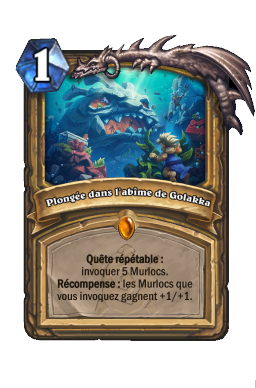 1
Plongée dans l'abîme de Golakka
Quête répétable :
invoquer 5 Murlocs.
Récompense : les Murlocs que
vous invoquez gagnent +1/+1.